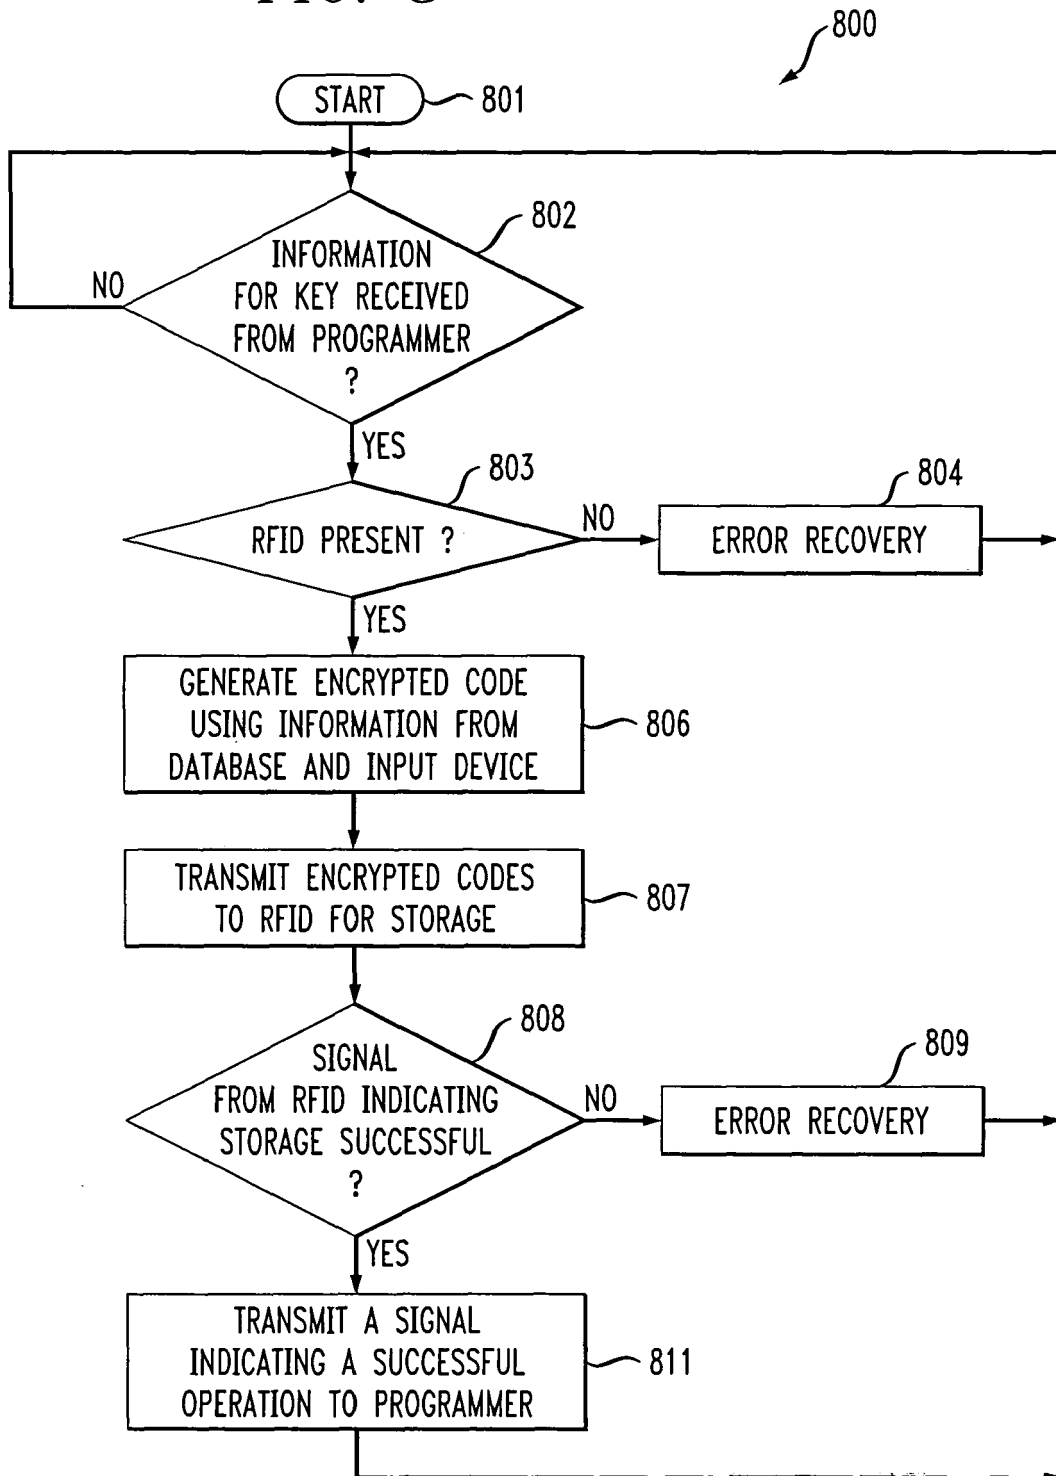 800
START
801
802
INFORMATION
FOR KEY RECEIVED
FROM PROGRAMMER
?
NO
YES
803
RFID PRESENT ?
NO
804
ERROR RECOVERY
YES
GENERATE ENCRYPTED CODE
USING INFORMATION FROM
DATABASE AND INPUT DEVICE
806
TRANSMIT ENCRYPTED CODES
TO RFID FOR STORAGE
807
808
SIGNAL
FROM RFID INDICATING
STORAGE SUCCESSFUL
?
NO
809
ERROR RECOVERY
YES
TRANSMIT A SIGNAL
INDICATING A SUCCESSFUL
OPERATION TO PROGRAMMER
811